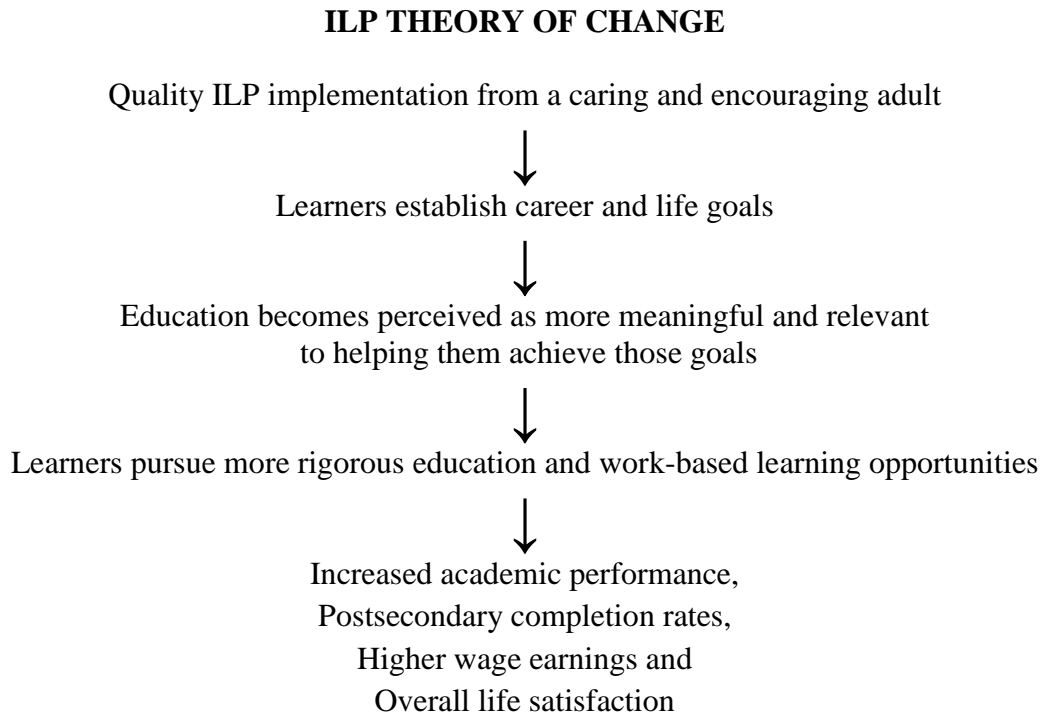 ILP THEORY OF CHANGE
Quality ILP implementation from a caring and encouraging adult
Learners establish career and life goals
Education becomes perceived as more meaningful and relevant
to helping them achieve those goals
Learners pursue more rigorous education and work-based learning opportunities
Increased academic performance,
Postsecondary completion rates,
Higher wage earnings and
Overall life satisfaction